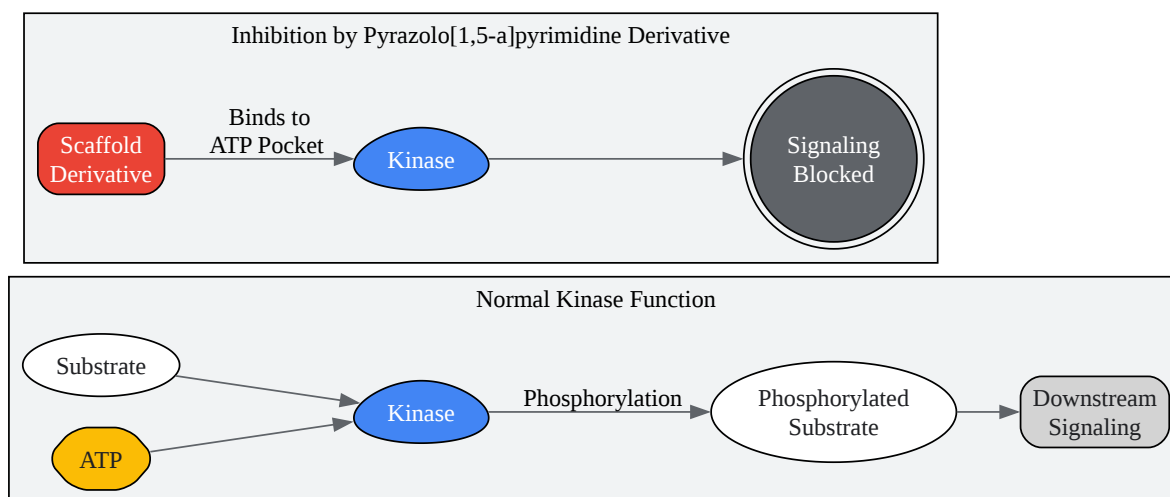 Inhibition by Pyrazolo[1,5-a]pyrimidine Derivative
Binds to
ATP Pocket
Scaffold
Derivative
Kinase
Signaling
Blocked
Normal Kinase Function
Substrate
ATP
Kinase
Phosphorylation
Phosphorylated
Substrate
Downstream
Signaling